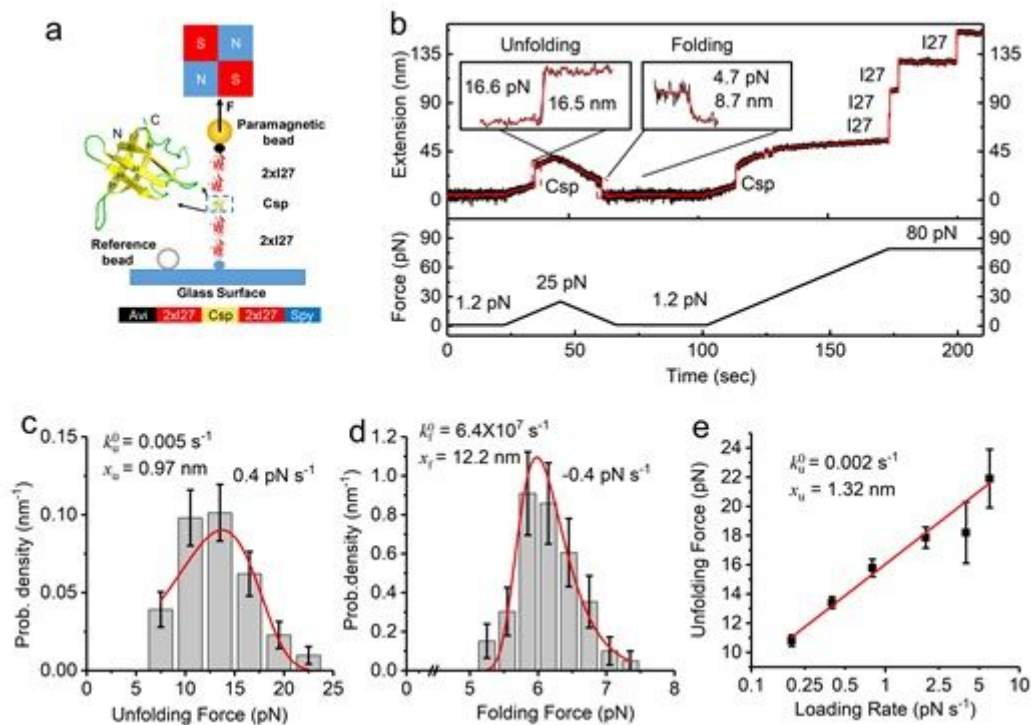 a
S N
N S
F
Paramagnetic
bead
N C
2xI27
Csp
2xI27
Reference
bead
Glass Surface
Avi 2xI27 Csp 2xI27 Spy
b
Unfolding Folding
16.6 pN
16.5 nm
4.7 pN
8.7 nm
Csp
Csp
I27
I27
I27
I27
Extension (nm)
135
90
45
0
135
90
45
0
Force (pN)
90
60
30
0
90
60
30
0
1.2 pN
25 pN
1.2 pN
80 pN
0 50 100 150 200
Time (sec)
c
k⁰ᵤ = 0.005 s⁻¹
xᵤ = 0.97 nm
0.4 pN s⁻¹
Prob. density (nm⁻¹)
0.15
0.10
0.05
0.00
0 5 10 15 20 25
Unfolding Force (pN)
d
k⁰f = 6.4X10⁷ s⁻¹
xf = 12.2 nm
-0.4 pN s⁻¹
Prob.density (nm⁻¹)
1.2
1.0
0.8
0.6
0.4
0.2
0.0
0 5 6 7 8
Folding Force (pN)
e
k⁰ᵤ = 0.002 s⁻¹
xᵤ = 1.32 nm
Unfolding Force (pN)
24
22
20
18
16
14
12
10
0.1 0.25 0.5 1 2.5 5 10
Loading Rate (pN s⁻¹)